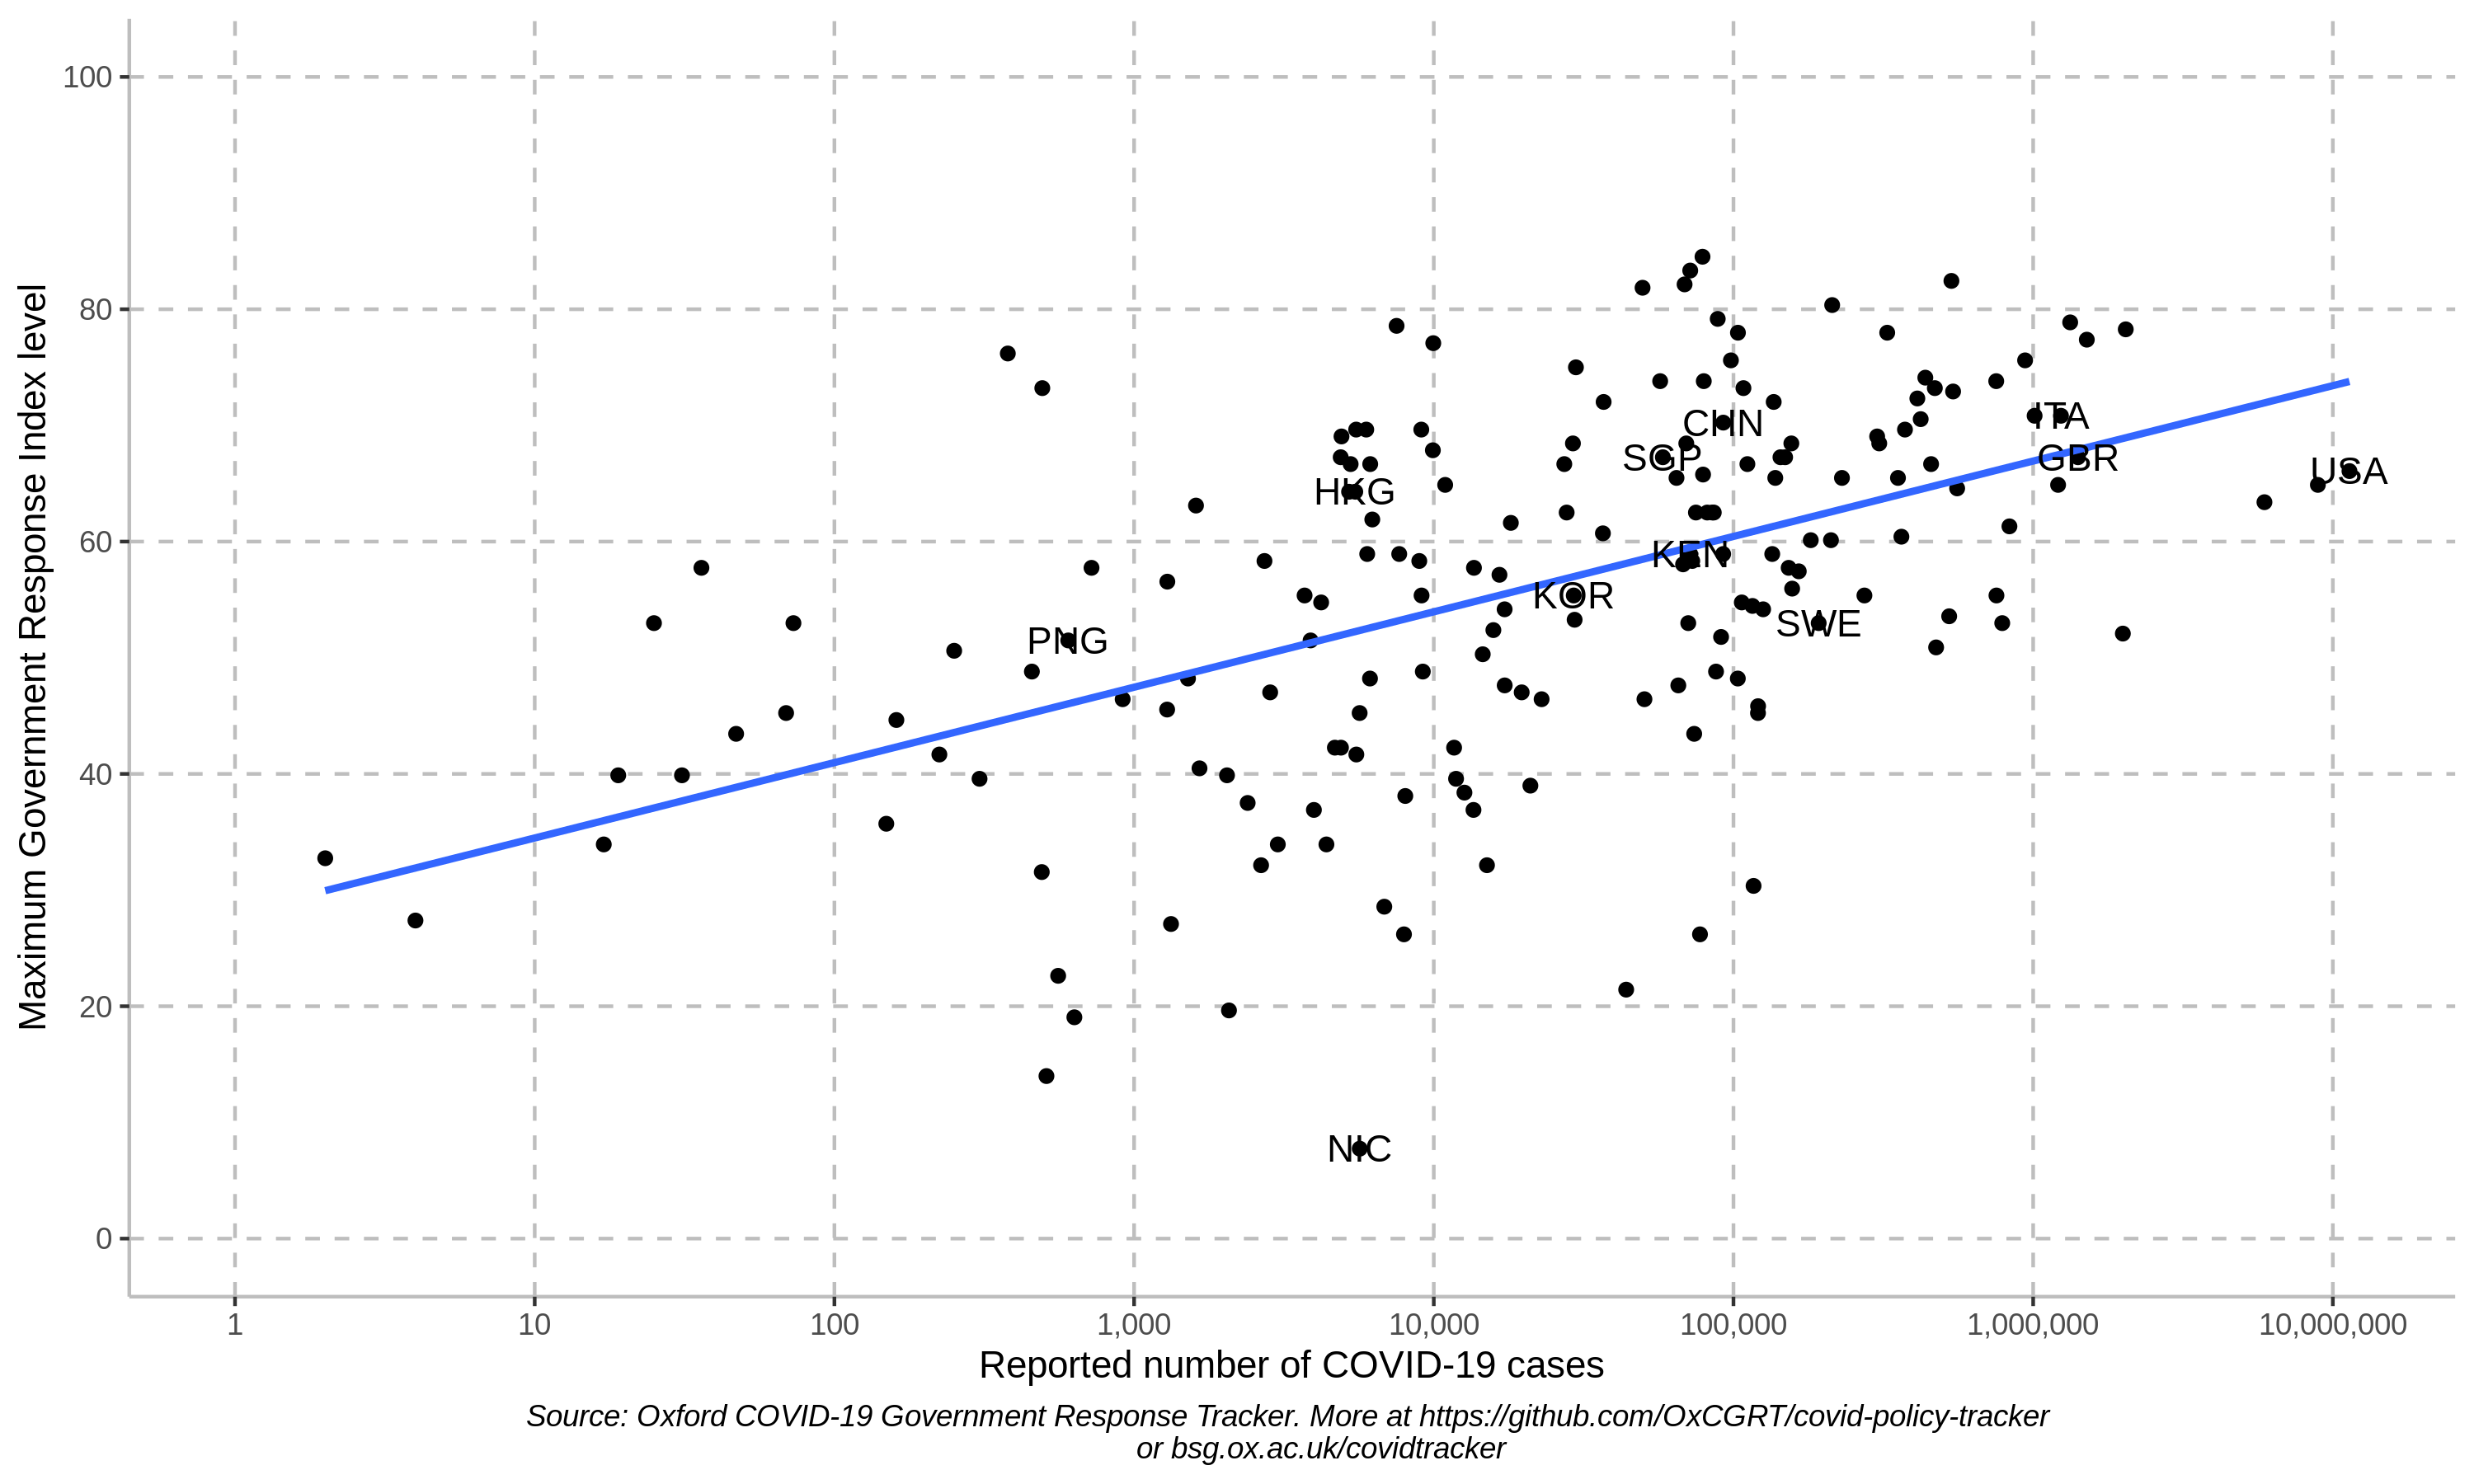 100
80
CHN
ITA
SGP
GBR
USA
HKG
60
KEN
KOR
SWE
PNG
40
20
NIC
0
Maximum Government Response Index level
1 10 100 1,000 10,000 100,000 1,000,000 10,000,000
Reported number of COVID-19 cases
Source: Oxford COVID-19 Government Response Tracker. More at https://github.com/OxCGRT/covid-policy-tracker
or bsg.ox.ac.uk/covidtracker